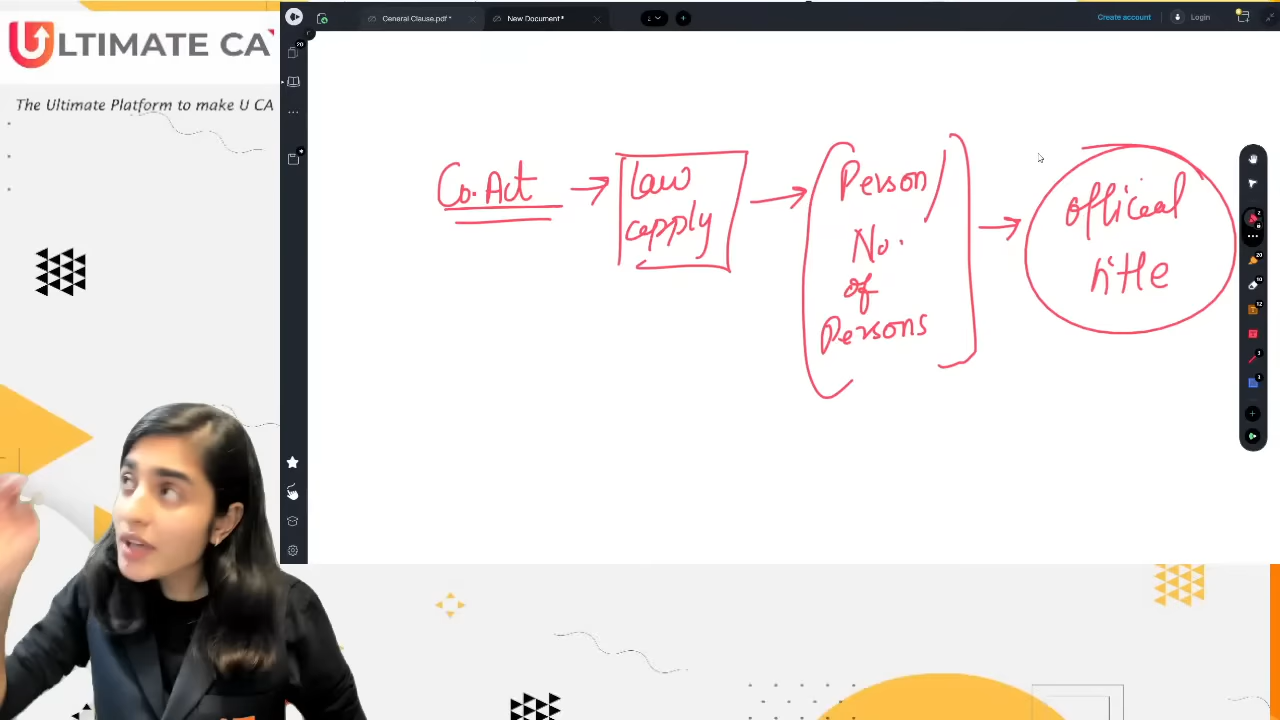 ULTIMATE CA
The Ultimate Platform to make U CA
General Clause.pdf *
New Document*
Create account
Login
Co. Act → Law apply → Person / No. of Persons → official title